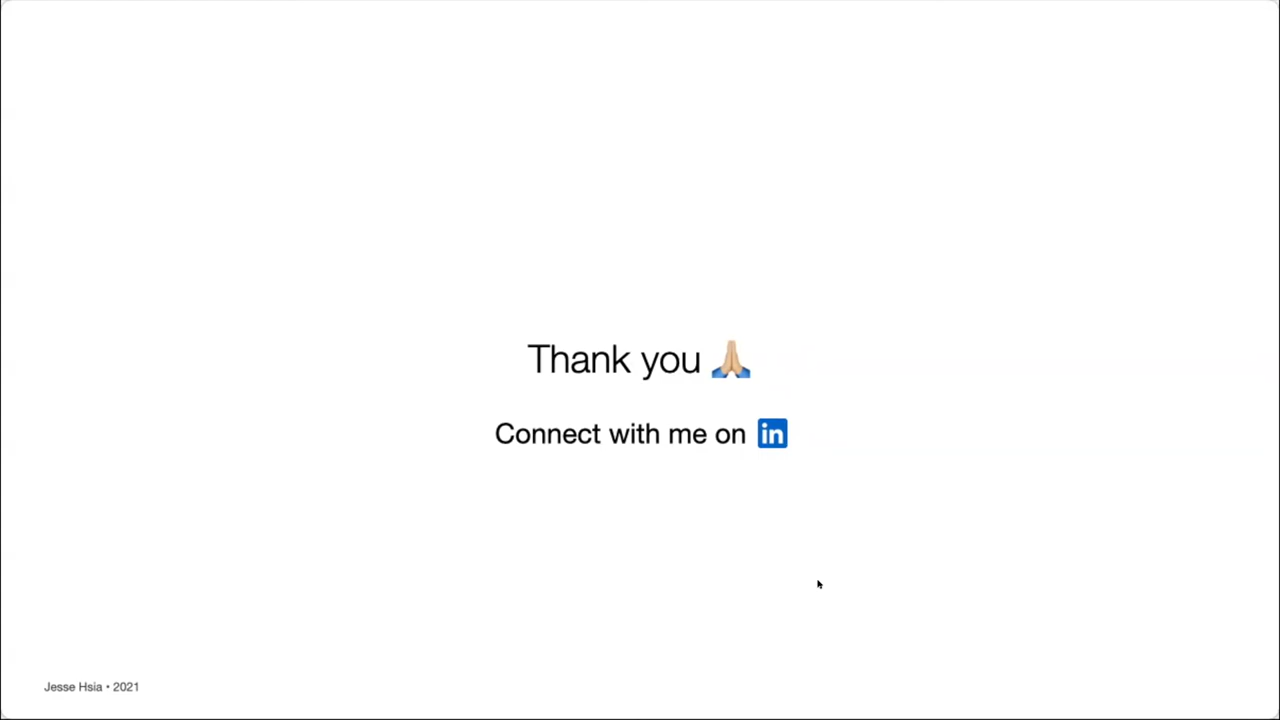 Thank you 🙏🏼
Connect with me on in
Jesse Hsia • 2021